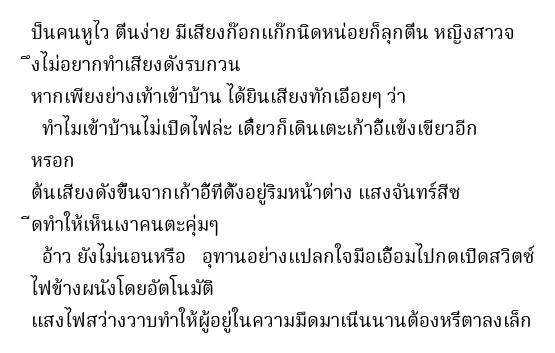 ป็นคนหูไว ตื่นง่าย มีเสียงก๊อกแก๊กนิดหน่อยก็ลุกตื่น หญิงสาวจ
ึงไม่อยากทำเสียงดังรบกวน
หากเพียงย่างเท้าเข้าบ้าน ได้ยินเสียงทักเอื่อยๆ ว่า
ทำไมเข้าบ้านไม่เปิดไฟล่ะ เดี๋ยวก็เดินเตะเก้าอี้แข้งเขียวอีก
หรอก
ต้นเสียงดังขึ้นจากเก้าอี้ที่ตั้งอยู่ริมหน้าต่าง แสงจันทร์สีซ
ีดทำให้เห็นเงาคนตะคุ่มๆ
อ้าว ยังไม่นอนหรือ อุทานอย่างแปลกใจมือเอื้อมไปกดเปิดสวิตช์
ไฟข้างผนังโดยอัตโนมัติ
แสงไฟสว่างวาบทำให้ผู้อยู่ในความมืดมาเนิ่นนานต้องหรี่ตาลงเล็ก